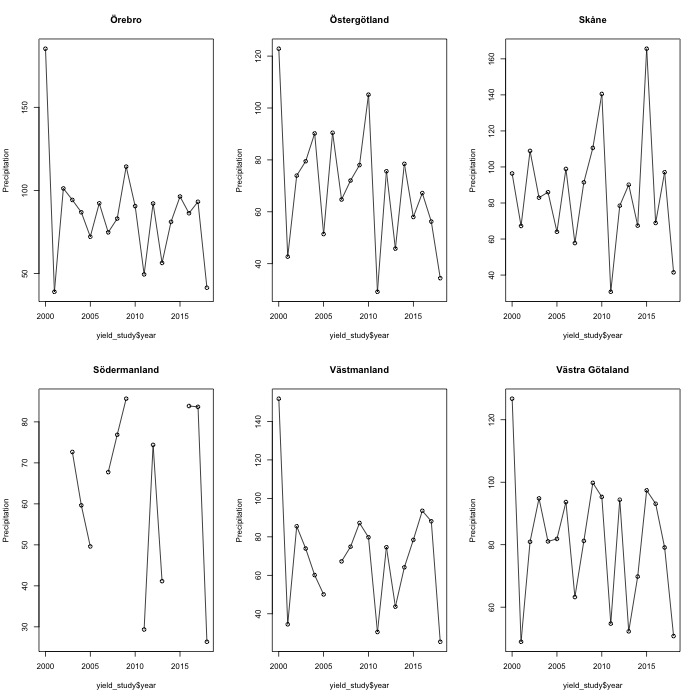 Örebro
Precipitation
150
100
50
2000 2005 2010 2015
yield_study$year
Östergötland
Precipitation
120
100
80
60
40
2000 2005 2010 2015
yield_study$year
Skåne
Precipitation
160
140
120
100
80
60
40
2000 2005 2010 2015
yield_study$year
Södermanland
Precipitation
80
70
60
50
40
30
2000 2005 2010 2015
yield_study$year
Västmanland
Precipitation
140
120
100
80
60
40
2000 2005 2010 2015
yield_study$year
Västra Götaland
Precipitation
120
100
80
60
2000 2005 2010 2015
yield_study$year